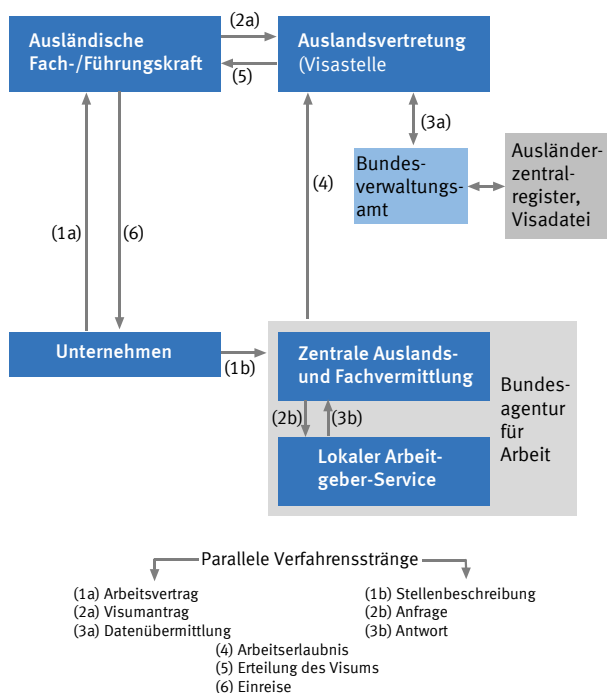 (2a)
Ausländische
Fach-/Führungskraft
Auslandsvertretung
(Visastelle
(5)
(3a)
Bundes-
verwaltungs-
amt
Ausländer-
zentral-
register,
Visadatei
(4)
(1a)
(6)
Unternehmen
(1b)
Zentrale Auslands-
und Fachvermittlung
Bundes-
agentur
für
Arbeit
(2b)
(3b)
Lokaler Arbeit-
geber-Service
Parallele Verfahrensstränge
(1a) Arbeitsvertrag
(2a) Visumantrag
(3a) Datenübermittlung
(1b) Stellenbeschreibung
(2b) Anfrage
(3b) Antwort
(4) Arbeitserlaubnis
(5) Erteilung des Visums
(6) Einreise